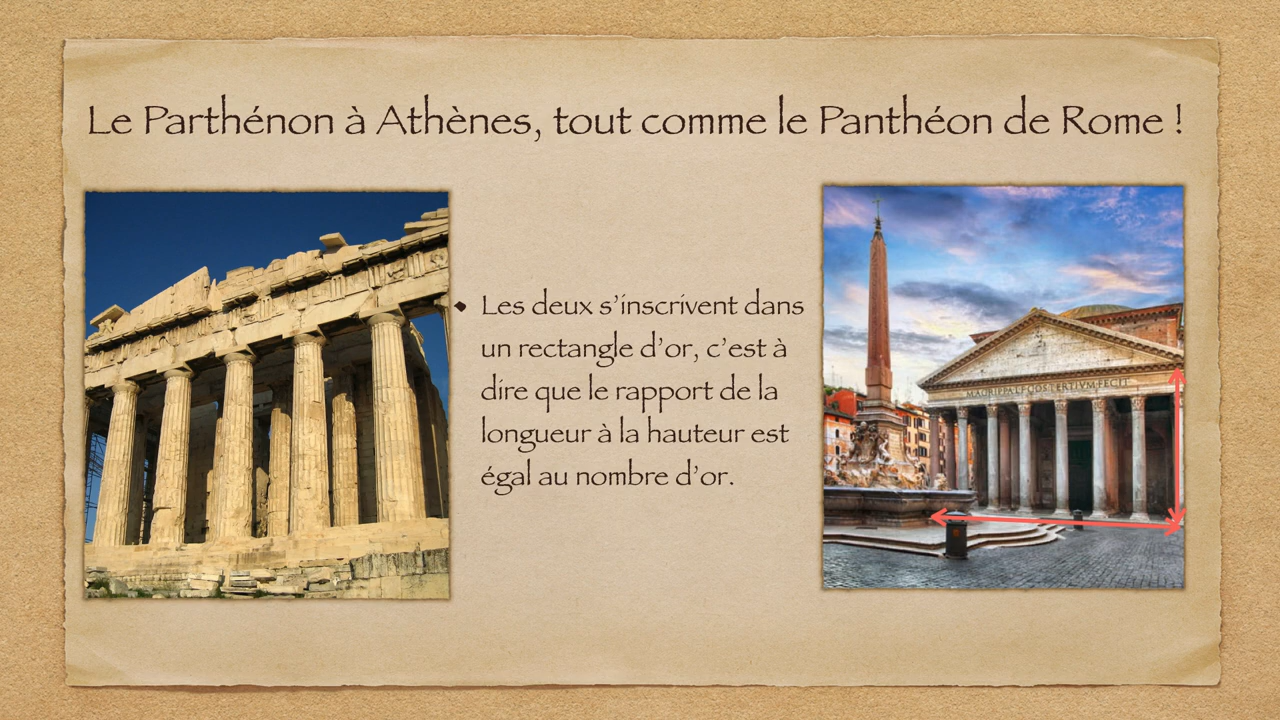 Le Parthénon à Athènes, tout comme le Panthéon de Rome !
Les deux s’inscrivent dans
un rectangle d’or, c’est à
dire que le rapport de la
longueur à la hauteur est
égal au nombre d’or.